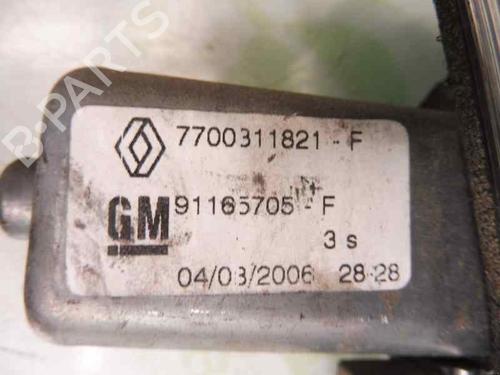 B-PARTS
7700311821 - F
GM 91165705 - F
3 s
04/03/2006 28:28